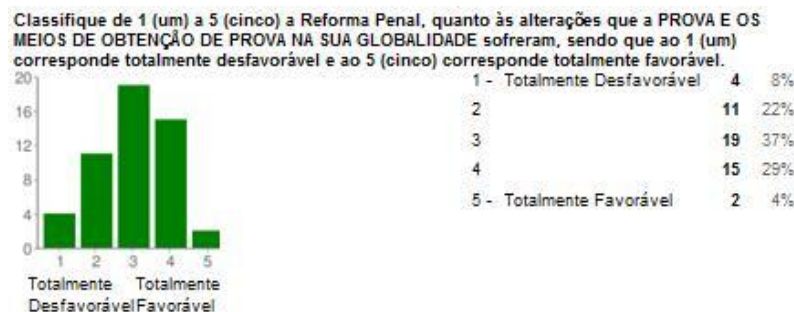 Classifique de 1 (um) a 5 (cinco) a Reforma Penal, quanto às alterações que a PROVA E OS
MEIOS DE OBTENÇÃO DE PROVA NA SUA GLOBALIDADE sofreram, sendo que ao 1 (um)
corresponde totalmente desfavorável e ao 5 (cinco) corresponde totalmente favorável.
20
16
12
8
4
0
1 2 3 4 5
Totalmente Totalmente
Desfavorável Favorável
1 - Totalmente Desfavorável 4 8%
2 11 22%
3 19 37%
4 15 29%
5 - Totalmente Favorável 2 4%